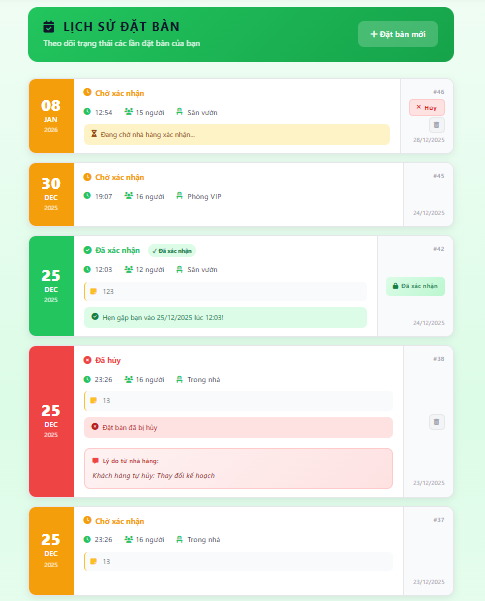 LỊCH SỬ ĐẶT BÀN
Theo dõi trạng thái các lần đặt bàn của bạn
+ Đặt bàn mới
08
JAN
2026
Chờ xác nhận
12:54 15 người Sân vườn
Đang chờ nhà hàng xác nhận...
#46
× Hủy
28/12/2025
30
DEC
2025
Chờ xác nhận
19:07 16 người Phòng VIP
#45
24/12/2025
25
DEC
2025
Đã xác nhận ✓ Đã xác nhận
12:03 12 người Sân vườn
123
Hẹn gặp bạn vào 25/12/2025 lúc 12:03!
#42
Đã xác nhận
24/12/2025
25
DEC
2025
Đã hủy
23:26 16 người Trong nhà
13
Đặt bàn đã bị hủy
Lý do từ nhà hàng:
Khách hàng tự hủy: Thay đổi kế hoạch
#38
23/12/2025
25
DEC
2025
Chờ xác nhận
23:26 16 người Trong nhà
13
#37
23/12/2025